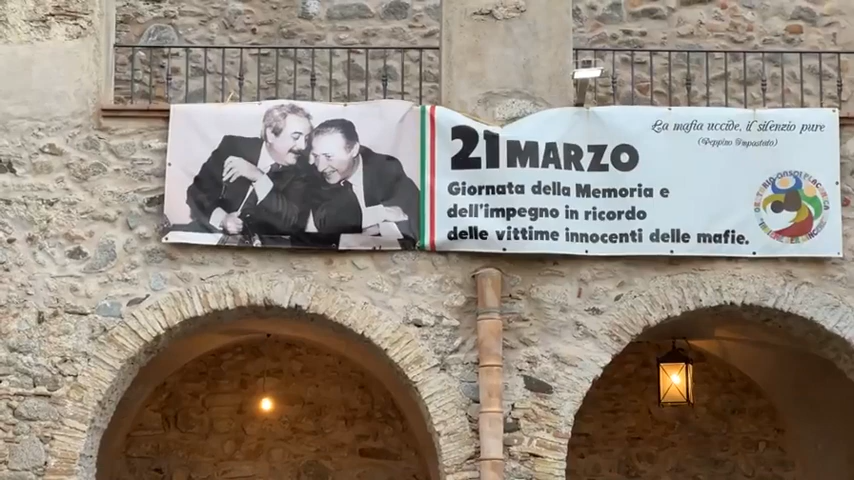 La mafia uccide, il silenzio pure
(Peppino Impastato)
21 MARZO
Giornata della Memoria e
dell'impegno in ricordo
delle vittime innocenti delle mafie.